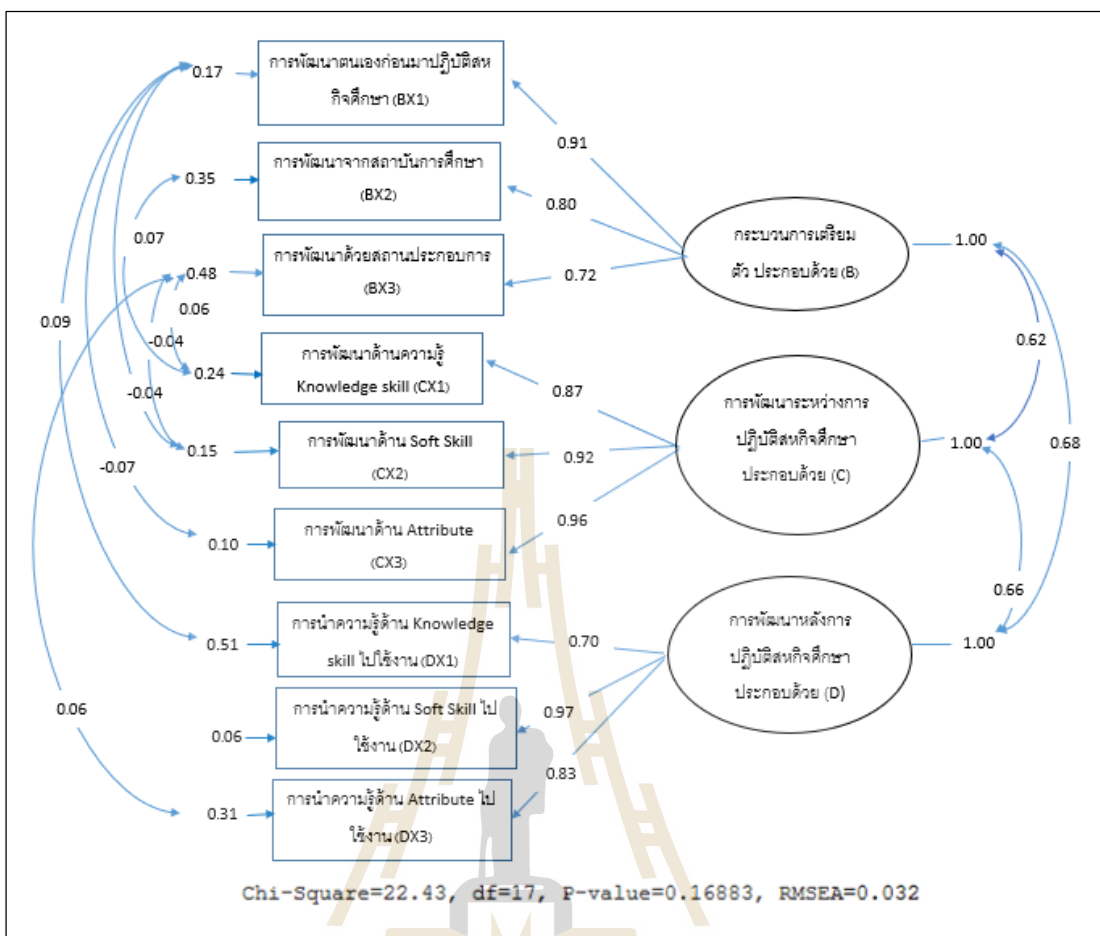 การพัฒนาตนเองก่อนมาปฏิบัติสห
กิจศึกษา (BX1)
0.17
0.91
การพัฒนาจากสถาบันการศึกษา
(BX2)
0.35
0.80
กระบวนการเตรียม
ตัว ประกอบด้วย (B)
1.00
0.07
การพัฒนาด้วยสถานประกอบการ
(BX3)
0.48
0.72
0.06
0.09
-0.04
0.62
การพัฒนาด้านความรู้
Knowledge skill (CX1)
0.24
0.87
-0.04
การพัฒนาระหว่างการ
ปฏิบัติสหกิจศึกษา
ประกอบด้วย (C)
1.00
0.68
การพัฒนาด้าน Soft Skill
(CX2)
0.15
0.92
-0.07
0.96
การพัฒนาด้าน Attribute
(CX3)
0.10
0.66
การนำความรู้ด้าน Knowledge
skill ไปใช้งาน (DX1)
0.51
0.70
การพัฒนาหลังการ
ปฏิบัติสหกิจศึกษา
ประกอบด้วย (D)
1.00
0.06
การนำความรู้ด้าน Soft Skill ไป
ใช้งาน (DX2)
0.06
0.97
0.83
การนำความรู้ด้าน Attribute ไป
ใช้งาน (DX3)
0.31
Chi-Square=22.43, df=17, P-value=0.16883, RMSEA=0.032